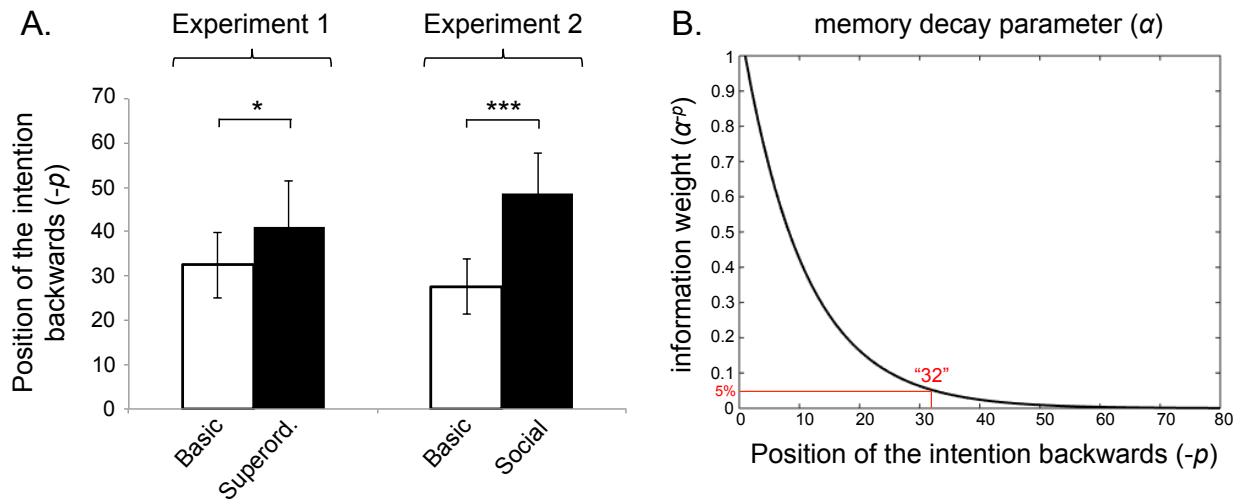 A.
Experiment 1
Experiment 2
Position of the intention
backwards (-p)
70
60
50
40
30
20
10
0
*
***
Basic
Superord.
Basic
Social
B.
memory decay parameter (α)
information weight (α⁻ᵖ)
1
0.9
0.8
0.7
0.6
0.5
0.4
0.3
0.2
0.1
5%
0
"32"
0 10 20 30 40 50 60 70 80
Position of the intention backwards (-p)